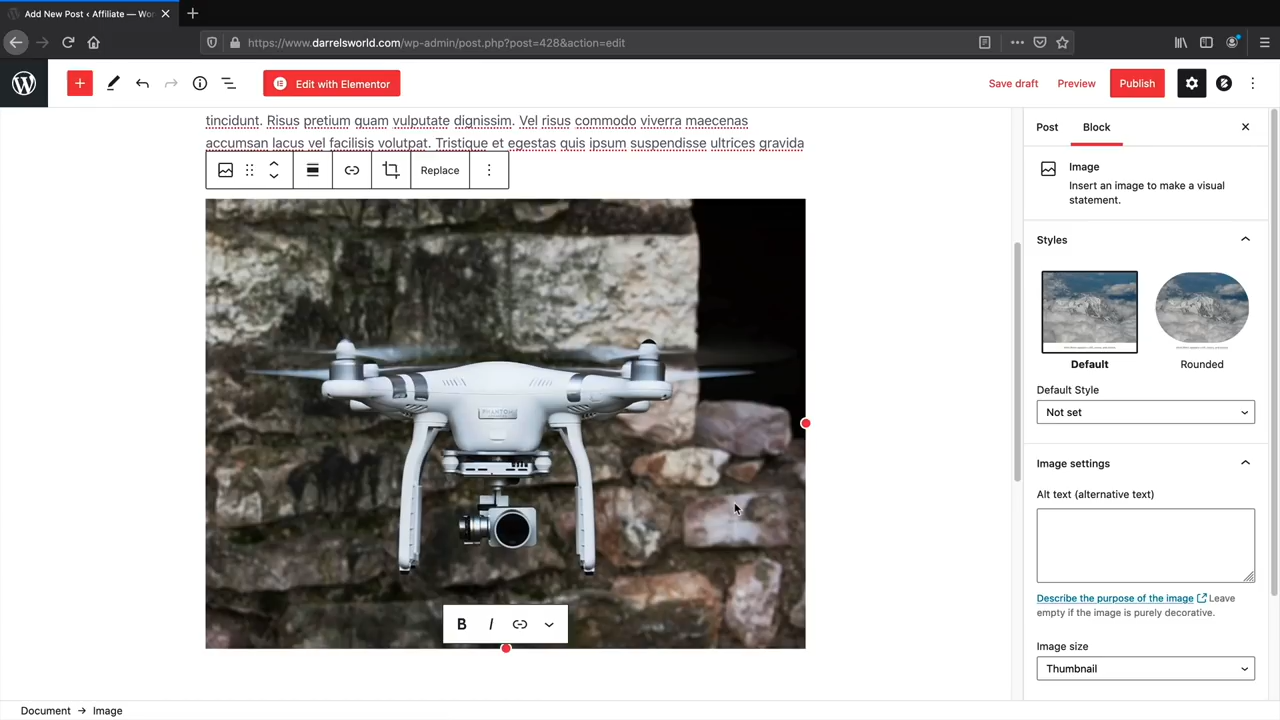 Add New Post ‹ Affiliate — Wor
https://www.darrelsworld.com/wp-admin/post.php?post=428&action=edit
Edit with Elementor
Save draft
Preview
Publish
tincidunt. Risus pretium quam vulputate dignissim. Vel risus commodo viverra maecenas
accumsan lacus vel facilisis volutpat. Tristique et egestas quis ipsum suspendisse ultrices gravida
Replace
PHANTOM
B I
Post
Block
Image
Insert an image to make a visual
statement.
Styles
Default
Rounded
Default Style
Not set
Image settings
Alt text (alternative text)
Describe the purpose of the image Leave
empty if the image is purely decorative.
Image size
Thumbnail
Document → Image